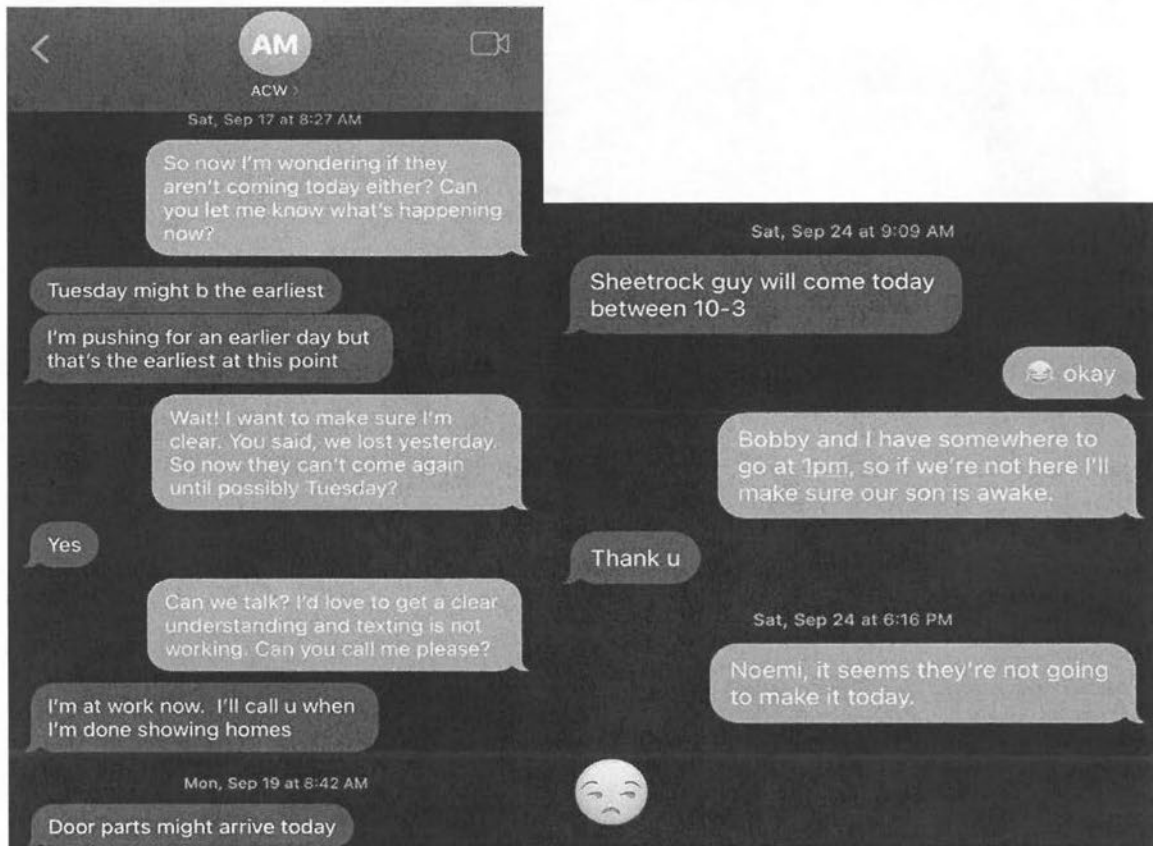 AM
ACW >
Sat, Sep 17 at 8:27 AM
So now I'm wondering if they
aren't coming today either? Can
you let me know what's happening
now?
Tuesday might b the earliest
I'm pushing for an earlier day but
that's the earliest at this point
Wait! I want to make sure I'm
clear. You said, we lost yesterday.
So now they can't come again
until possibly Tuesday?
Yes
Can we talk? I'd love to get a clear
understanding and texting is not
working. Can you call me please?
I'm at work now.  I'll call u when
I'm done showing homes
Mon, Sep 19 at 8:42 AM
Door parts might arrive today
Sat, Sep 24 at 9:09 AM
Sheetrock guy will come today
between 10-3
😂 okay
Bobby and I have somewhere to
go at 1pm, so if we're not here I'll
make sure our son is awake.
Thank u
Sat, Sep 24 at 6:16 PM
Noemi, it seems they're not going
to make it today.
😒